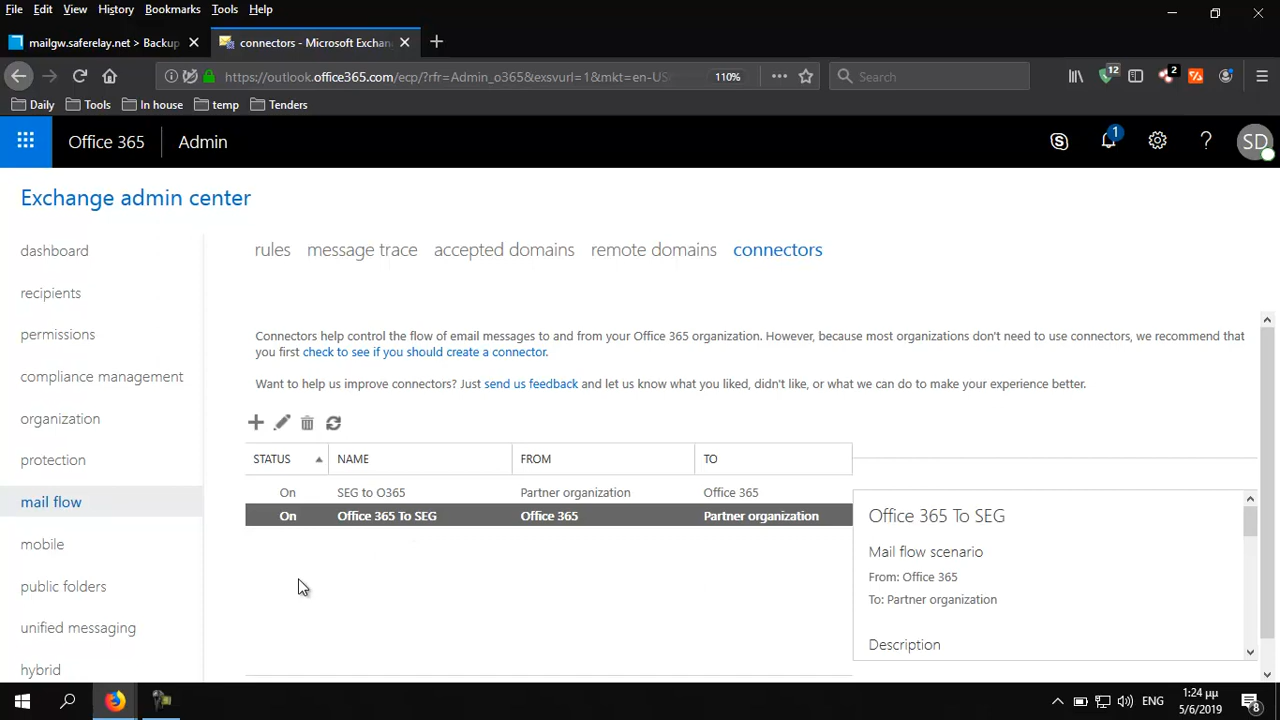 File Edit View History Bookmarks Tools Help
mailgw.saferelay.net > Backup
connectors - Microsoft Exchan
https://outlook.office365.com/ecp/?rfr=Admin_o365&exsvurl=1&mkt=en-US
110%
Search
12
2
Daily Tools In house temp Tenders
Office 365 Admin
1
SD
Exchange admin center
dashboard
recipients
permissions
compliance management
organization
protection
mail flow
mobile
public folders
unified messaging
hybrid
rules message trace accepted domains remote domains connectors
Connectors help control the flow of email messages to and from your Office 365 organization. However, because most organizations don't need to use connectors, we recommend that
you first check to see if you should create a connector.
Want to help us improve connectors? Just send us feedback and let us know what you liked, didn't like, or what we can do to make your experience better.
STATUS NAME FROM TO
On SEG to O365 Partner organization Office 365
On Office 365 To SEG Office 365 Partner organization
Office 365 To SEG
Mail flow scenario
From: Office 365
To: Partner organization
Description
ENG
1:24 μμ
5/6/2019
8